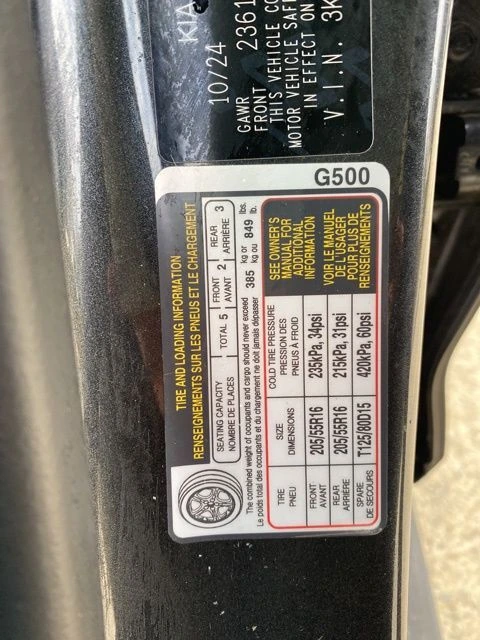 KIA
10/24
GAWR
FRONT 2361
THIS VEHICLE CO
MOTOR VEHICLE SAF
IN EFFECT ON
V.I.N. 3K
G500
TIRE AND LOADING INFORMATION
RENSEIGNEMENTS SUR LES PNEUS ET LE CHARGEMENT
SEATING CAPACITY TOTAL 5 FRONT 2 REAR 3
NOMBRE DE PLACES AVANT ARRIÈRE
The combined weight of occupants and cargo should never exceed 385 kg or 849 lbs.
Le poids total des occupants et du chargement ne doit jamais dépasser kg ou lb.
TIRE SIZE COLD TIRE PRESSURE
PNEU DIMENSIONS PRESSION DES PNEUS À FROID
FRONT AVANT 205/55R16 235kPa, 34psi
REAR ARRIÈRE 205/55R16 215kPa, 31psi
SPARE DE SECOURS T125/80D15 420kPa, 60psi
SEE OWNER'S
MANUAL FOR
ADDITIONAL
INFORMATION
VOIR LE MANUEL
DE L'USAGER
POUR PLUS DE
RENSEIGNEMENTS